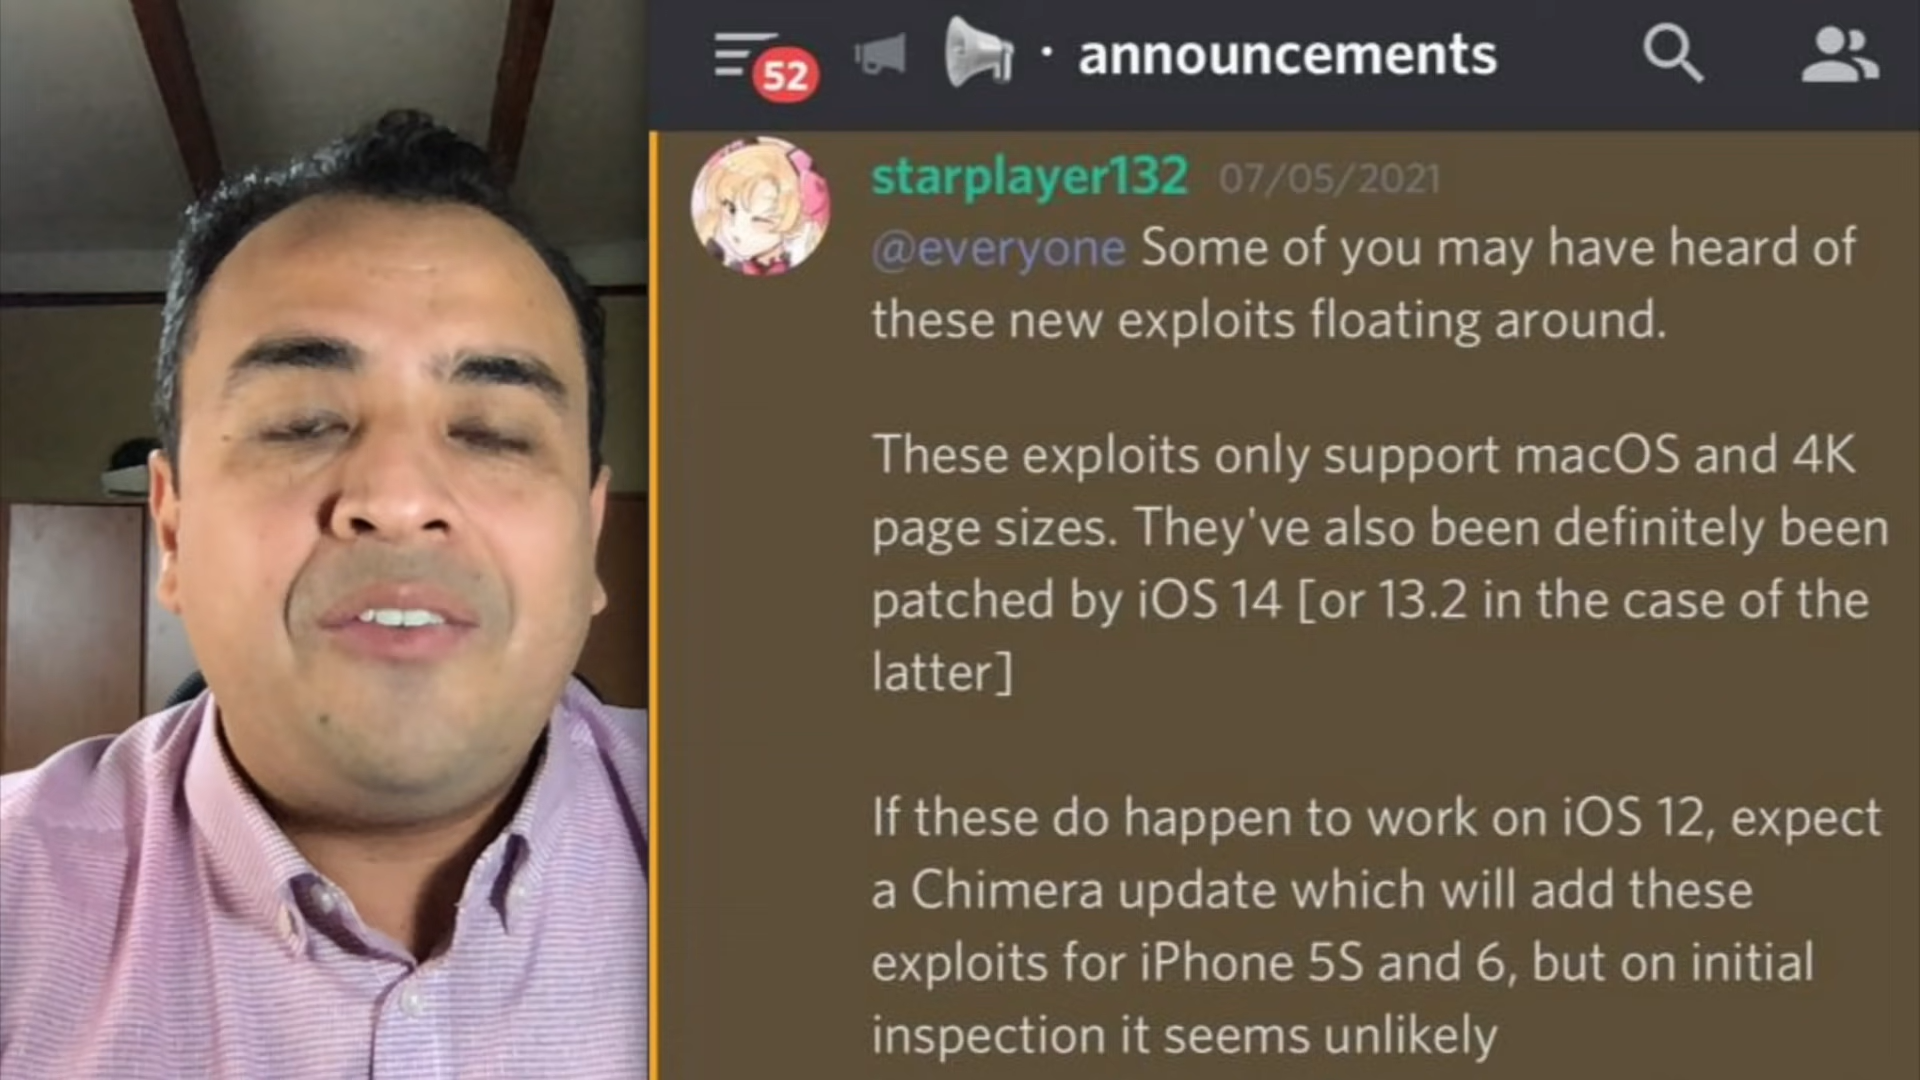 52 · announcements
starplayer132 07/05/2021
@everyone Some of you may have heard of
these new exploits floating around.
These exploits only support macOS and 4K
page sizes. They've also been definitely been
patched by iOS 14 [or 13.2 in the case of the
latter]
If these do happen to work on iOS 12, expect
a Chimera update which will add these
exploits for iPhone 5S and 6, but on initial
inspection it seems unlikely